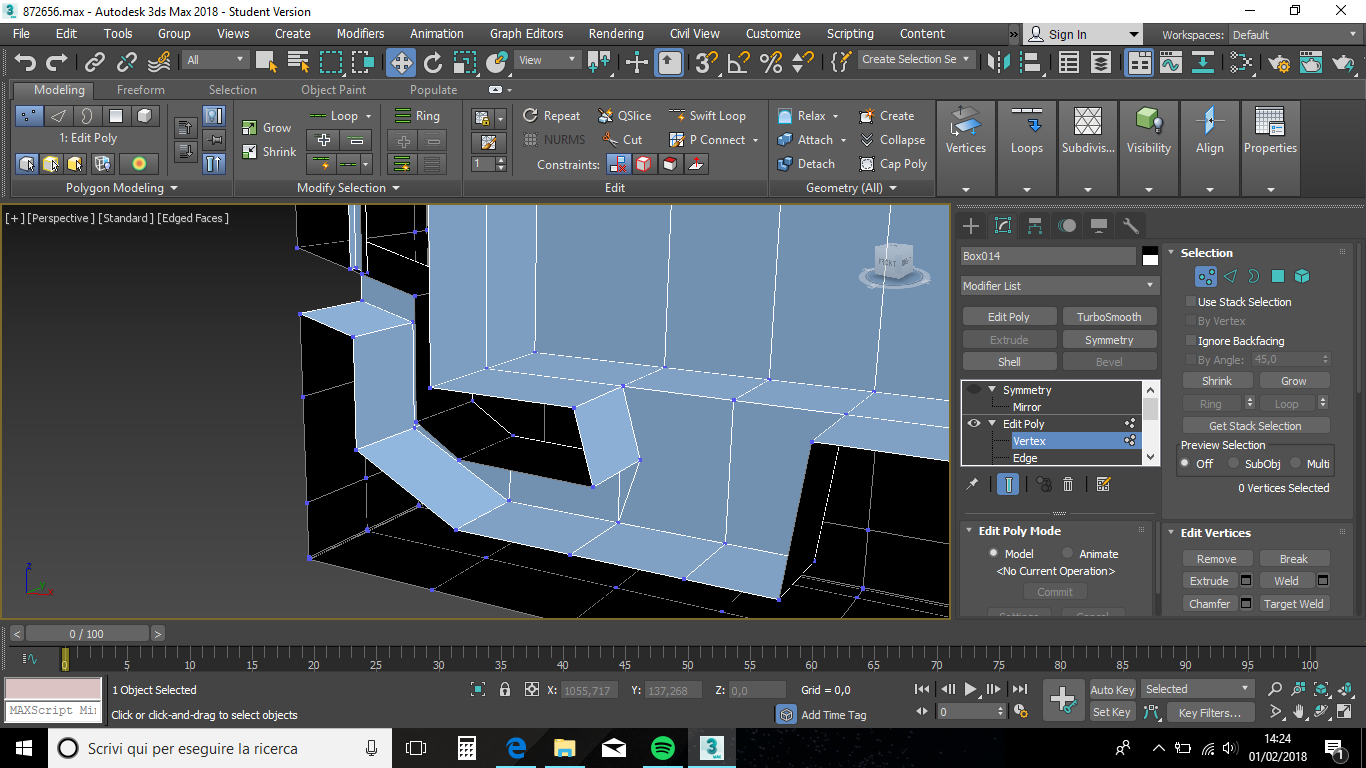 872656.max - Autodesk 3ds Max 2018 - Student Version
File Edit Tools Group Views Create Modifiers Animation Graph Editors Rendering Civil View Customize Scripting Content » Sign In Workspaces: Default
All View Create Selection Se
Modeling Freeform Selection Object Paint Populate
1: Edit Poly
Polygon Modeling
Grow
Shrink
Loop
Ring
Modify Selection
1
Repeat QSlice Swift Loop
NURMS Cut P Connect
Constraints:
Edit
Relax Create
Attach Collapse
Detach Cap Poly
Geometry (All)
Vertices Loops Subdivis... Visibility Align Properties
[+] [Perspective] [Standard] [Edged Faces]
FRONT
z
y
x
Box014
Modifier List
Edit Poly TurboSmooth
Extrude Symmetry
Shell Bevel
Symmetry
Mirror
Edit Poly
Vertex
Edge
Edit Poly Mode
Model Animate
<No Current Operation>
Commit
Settings Cancel
Selection
Use Stack Selection
By Vertex
Ignore Backfacing
By Angle: 45,0
Shrink Grow
Ring Loop
Get Stack Selection
Preview Selection
Off SubObj Multi
0 Vertices Selected
Edit Vertices
Remove Break
Extrude Weld
Chamfer Target Weld
< 0 / 100 >
0 5 10 15 20 25 30 35 40 45 50 55 60 65 70 75 80 85 90 95 100
1 Object Selected
X: 1055,717 Y: 137,268 Z: 0,0 Grid = 0,0
Auto Key Selected
MAXScript Mi
Click or click-and-drag to select objects
Add Time Tag
0
Set Key Key Filters...
Scrivi qui per eseguire la ricerca
3
MAX
14:24
01/02/2018
1